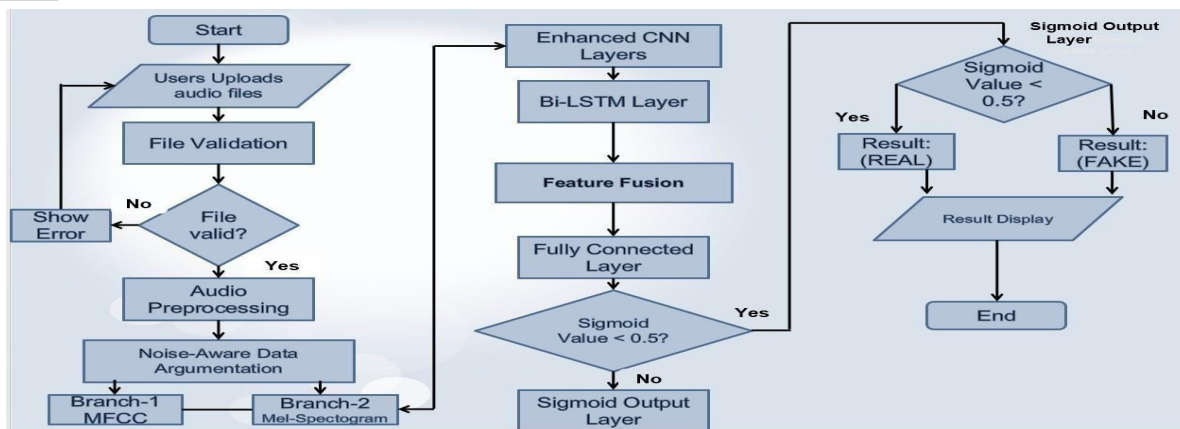 Start
Users Uploads
audio files
File Validation
No
File
valid?
Show
Error
Yes
Audio
Preprocessing
Noise-Aware Data
Argumentation
Branch-1
MFCC
Branch-2
Mel-Spectogram
Enhanced CNN
Layers
Bi-LSTM Layer
Feature Fusion
Fully Connected
Layer
Sigmoid
Value < 0.5?
Yes
No
Sigmoid Output
Layer
Sigmoid Output
Layer
Sigmoid
Value <
0.5?
Yes
No
Result:
(REAL)
Result:
(FAKE)
Result Display
End